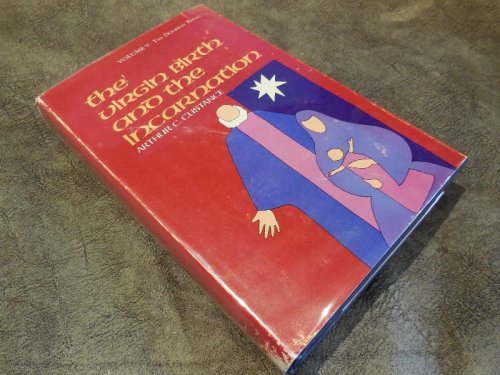 VOLUME V: THE DOORWAY PAPERS
THE
VIRGIN BIRTH
AND THE
INCARNATION
ARTHUR C. CUSTANCE